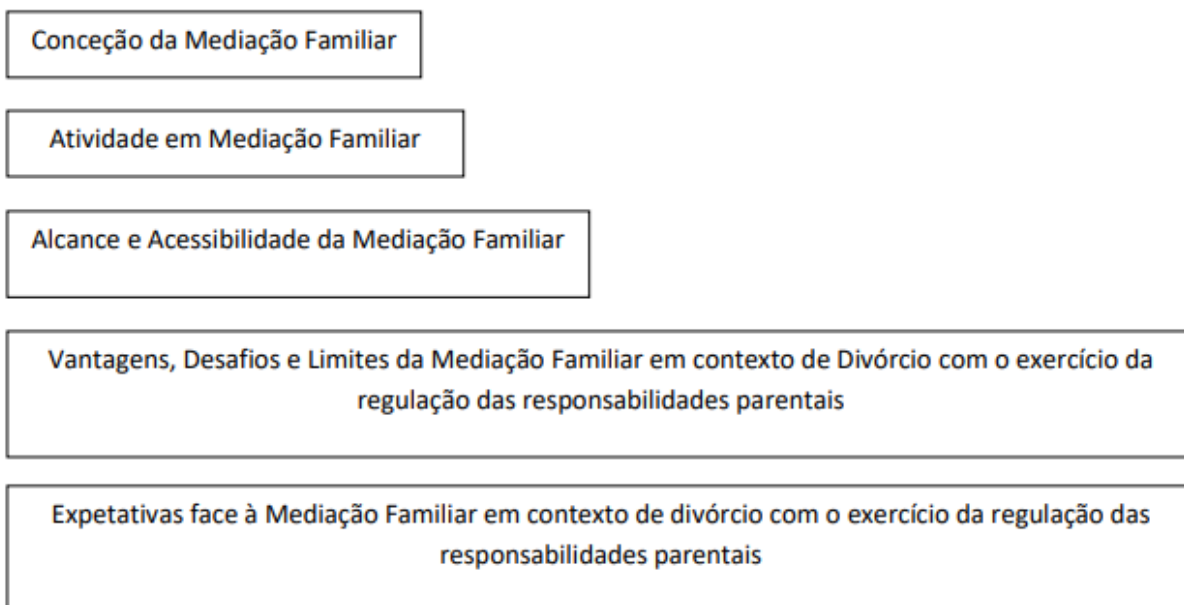 Conceção da Mediação Familiar
Atividade em Mediação Familiar
Alcance e Acessibilidade da Mediação Familiar
Vantagens, Desafios e Limites da Mediação Familiar em contexto de Divórcio com o exercício da
regulação das responsabilidades parentais
Expetativas face à Mediação Familiar em contexto de divórcio com o exercício da regulação das
responsabilidades parentais